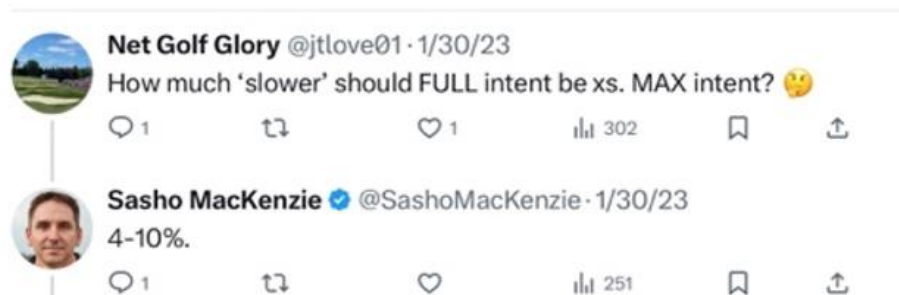 Net Golf Glory @jtlove01 · 1/30/23
How much ‘slower’ should FULL intent be xs. MAX intent? 🤔
1 1 302
Sasho MacKenzie @SashoMacKenzie · 1/30/23
4-10%.
1 251